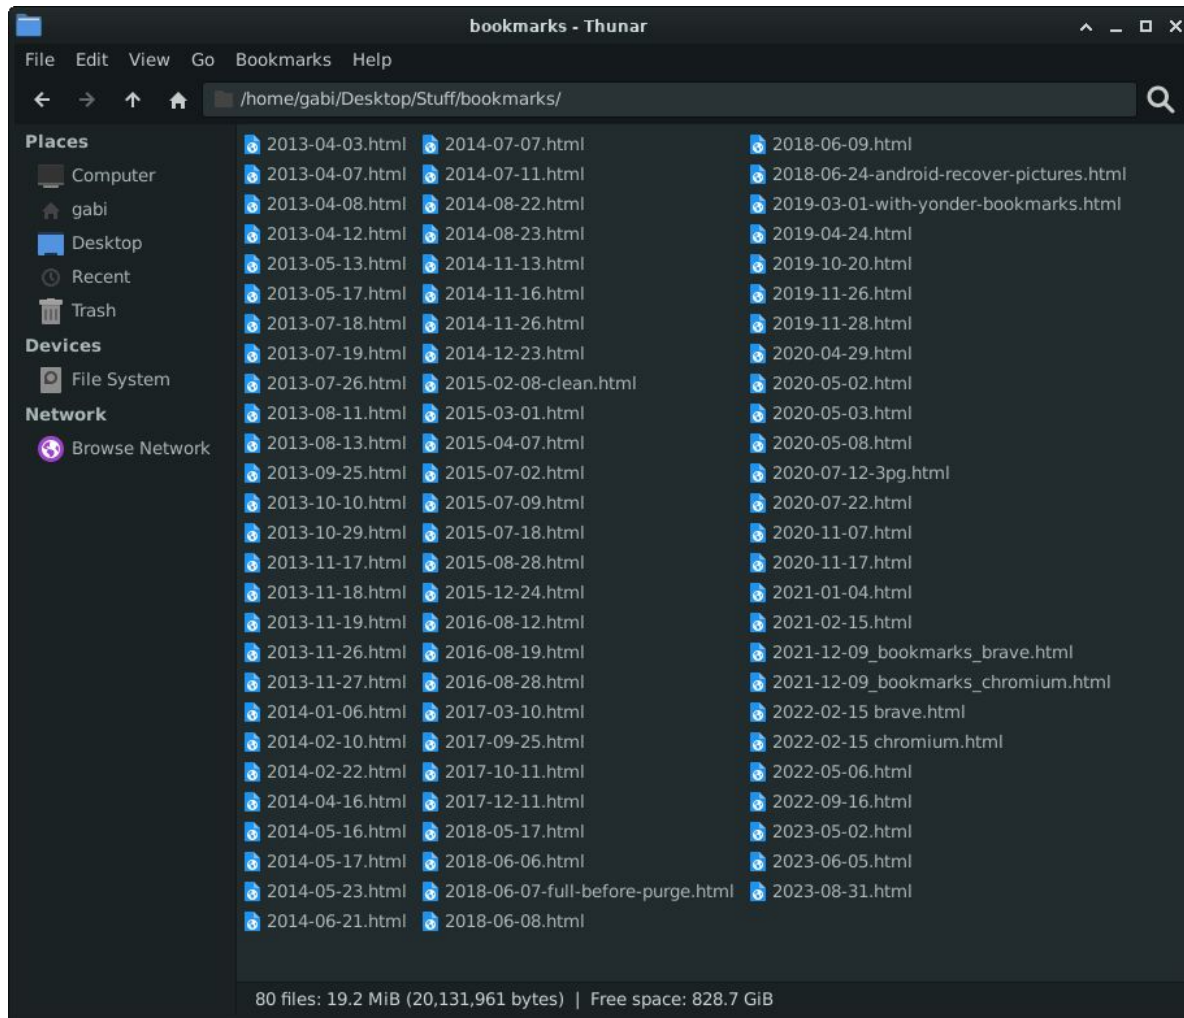 bookmarks - Thunar
File Edit View Go Bookmarks Help
/home/gabi/Desktop/Stuff/bookmarks/
Places
Computer
gabi
Desktop
Recent
Trash
Devices
File System
Network
Browse Network
2013-04-03.html
2013-04-07.html
2013-04-08.html
2013-04-12.html
2013-05-13.html
2013-05-17.html
2013-07-18.html
2013-07-19.html
2013-07-26.html
2013-08-11.html
2013-08-13.html
2013-09-25.html
2013-10-10.html
2013-10-29.html
2013-11-17.html
2013-11-18.html
2013-11-19.html
2013-11-26.html
2013-11-27.html
2014-01-06.html
2014-02-10.html
2014-02-22.html
2014-04-16.html
2014-05-16.html
2014-05-17.html
2014-05-23.html
2014-06-21.html
2014-07-07.html
2014-07-11.html
2014-08-22.html
2014-08-23.html
2014-11-13.html
2014-11-16.html
2014-11-26.html
2014-12-23.html
2015-02-08-clean.html
2015-03-01.html
2015-04-07.html
2015-07-02.html
2015-07-09.html
2015-07-18.html
2015-08-28.html
2015-12-24.html
2016-08-12.html
2016-08-19.html
2016-08-28.html
2017-03-10.html
2017-09-25.html
2017-10-11.html
2017-12-11.html
2018-05-17.html
2018-06-06.html
2018-06-07-full-before-purge.html
2018-06-08.html
2018-06-09.html
2018-06-24-android-recover-pictures.html
2019-03-01-with-yonder-bookmarks.html
2019-04-24.html
2019-10-20.html
2019-11-26.html
2019-11-28.html
2020-04-29.html
2020-05-02.html
2020-05-03.html
2020-05-08.html
2020-07-12-3pg.html
2020-07-22.html
2020-11-07.html
2020-11-17.html
2021-01-04.html
2021-02-15.html
2021-12-09_bookmarks_brave.html
2021-12-09_bookmarks_chromium.html
2022-02-15 brave.html
2022-02-15 chromium.html
2022-05-06.html
2022-09-16.html
2023-05-02.html
2023-06-05.html
2023-08-31.html
80 files: 19.2 MiB (20,131,961 bytes) | Free space: 828.7 GiB